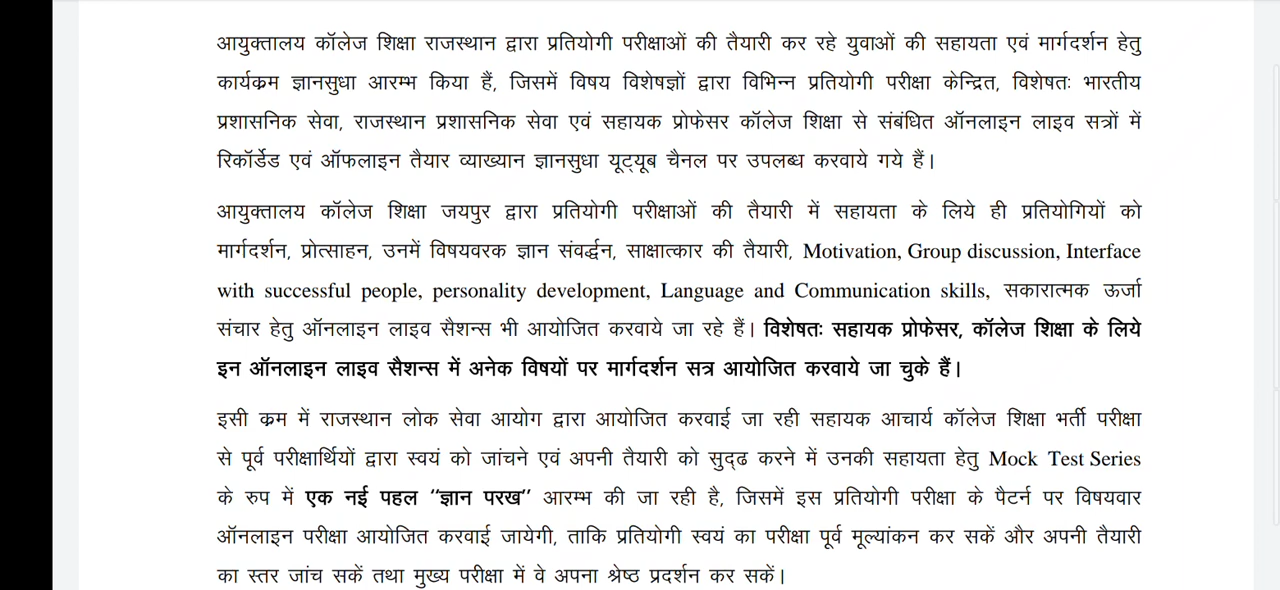 आयुक्तालय कॉलेज शिक्षा राजस्थान द्वारा प्रतियोगी परीक्षाओं की तैयारी कर रहे युवाओं की सहायता एवं मार्गदर्शन हेतु
कार्यक्रम ज्ञानसुधा आरम्भ किया हैं, जिसमें विषय विशेषज्ञों द्वारा विभिन्न प्रतियोगी परीक्षा केन्द्रित, विशेषतः भारतीय
प्रशासनिक सेवा, राजस्थान प्रशासनिक सेवा एवं सहायक प्रोफेसर कॉलेज शिक्षा से संबंधित ऑनलाइन लाइव सत्रों में
रिकॉर्डेड एवं ऑफलाइन तैयार व्याख्यान ज्ञानसुधा यूट्यूब चैनल पर उपलब्ध करवाये गये हैं।
आयुक्तालय कॉलेज शिक्षा जयपुर द्वारा प्रतियोगी परीक्षाओं की तैयारी में सहायता के लिये ही प्रतियोगियों को
मार्गदर्शन, प्रोत्साहन, उनमें विषयवरक ज्ञान संवर्द्धन, साक्षात्कार की तैयारी, Motivation, Group discussion, Interface
with successful people, personality development, Language and Communication skills, सकारात्मक ऊर्जा
संचार हेतु ऑनलाइन लाइव सैशन्स भी आयोजित करवाये जा रहे हैं। विशेषतः सहायक प्रोफेसर, कॉलेज शिक्षा के लिये
इन ऑनलाइन लाइव सैशन्स में अनेक विषयों पर मार्गदर्शन सत्र आयोजित करवाये जा चुके हैं।
इसी क्रम में राजस्थान लोक सेवा आयोग द्वारा आयोजित करवाई जा रही सहायक आचार्य कॉलेज शिक्षा भर्ती परीक्षा
से पूर्व परीक्षार्थियों द्वारा स्वयं को जांचने एवं अपनी तैयारी को सुदृढ करने में उनकी सहायता हेतु Mock Test Series
के रुप में एक नई पहल ‘‘ज्ञान परख’’ आरम्भ की जा रही है, जिसमें इस प्रतियोगी परीक्षा के पैटर्न पर विषयवार
ऑनलाइन परीक्षा आयोजित करवाई जायेगी, ताकि प्रतियोगी स्वयं का परीक्षा पूर्व मूल्यांकन कर सकें और अपनी तैयारी
का स्तर जांच सकें तथा मुख्य परीक्षा में वे अपना श्रेष्ठ प्रदर्शन कर सकें।